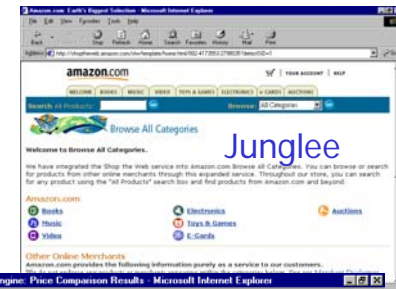 Amazon.com: Earth's Biggest Selection - Microsoft Internet Explorer
File Edit View Favorites Tools Help
Back Stop Refresh Home Search Favorites History Mail Print
Address
amazon.com
YOUR ACCOUNT | HELP
WELCOME BOOKS MUSIC VIDEO TOYS & GAMES ELECTRONICS e-CARDS AUCTIONS
Search All Products: Browse: All Categories
Browse All Categories
Junglee
Welcome to Browse All Categories.
We have integrated the Shop the Web service into Amazon.com Browse all Categories. You can browse or search
for products from other online merchants through this expanded service. Throughout our store, you can search
for any product using the "All Products" search box and find products from Amazon.com and beyond.
Amazon.com
Books Electronics Auctions
Music Toys & Games
Video E-Cards
Other Online Merchants
Amazon.com provides the following information purely as a service to our customers.
ngine: Price Comparison Results - Microsoft Internet Explorer